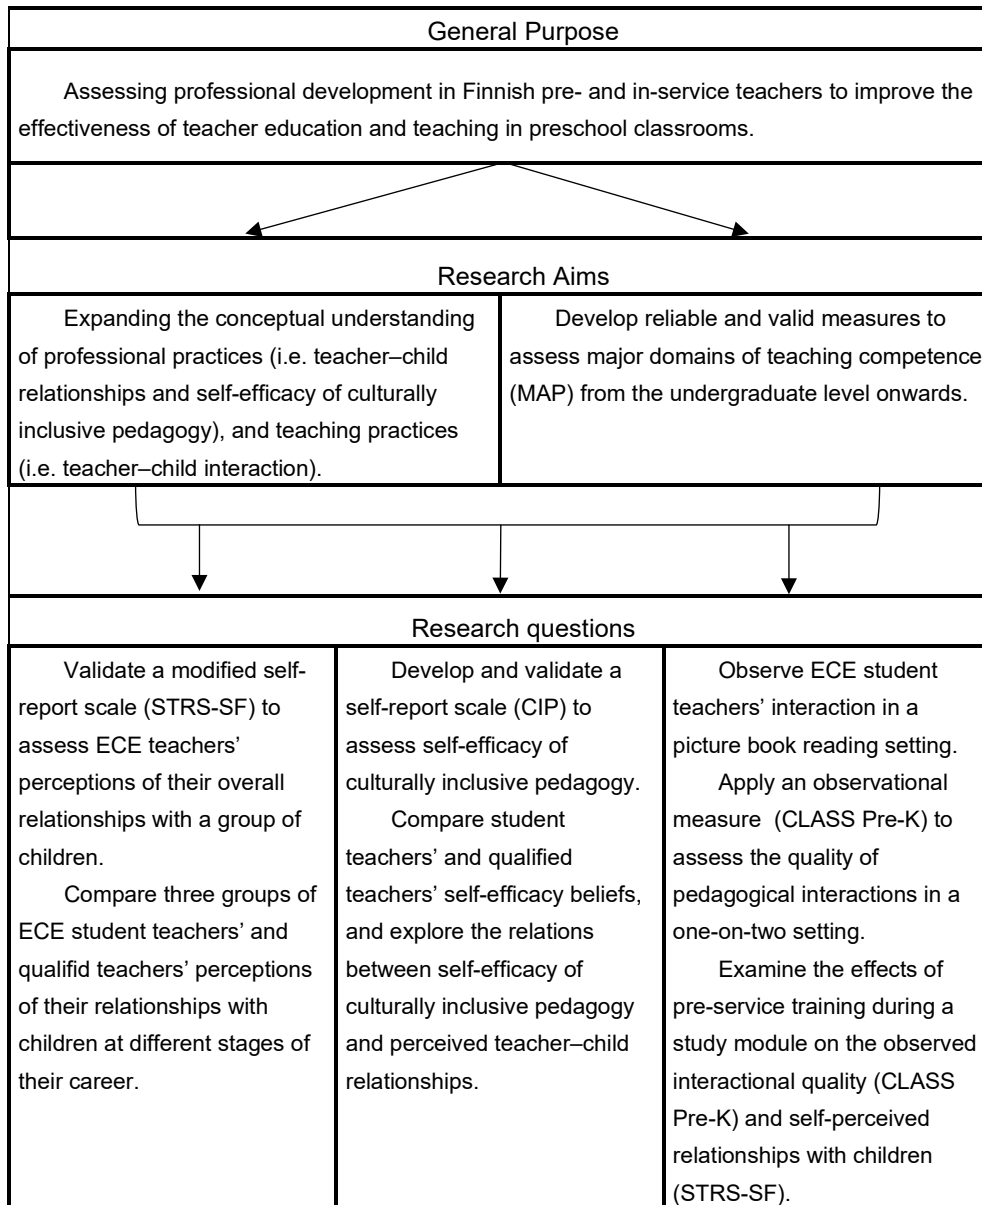 General Purpose
Assessing professional development in Finnish pre- and in-service teachers to improve the
effectiveness of teacher education and teaching in preschool classrooms.
Research Aims
Expanding the conceptual understanding
of professional practices (i.e. teacher–child
relationships and self-efficacy of culturally
inclusive pedagogy), and teaching practices
(i.e. teacher–child interaction).
Develop reliable and valid measures to
assess major domains of teaching competence
(MAP) from the undergraduate level onwards.
Research questions
Validate a modified self-
report scale (STRS-SF) to
assess ECE teachers’
perceptions of their overall
relationships with a group of
children.
Compare three groups of
ECE student teachers’ and
qualifid teachers’ perceptions
of their relationships with
children at different stages of
their career.
Develop and validate a
self-report scale (CIP) to
assess self-efficacy of
culturally inclusive pedagogy.
Compare student
teachers’ and qualified
teachers’ self-efficacy beliefs,
and explore the relations
between self-efficacy of
culturally inclusive pedagogy
and perceived teacher–child
relationships.
Observe ECE student
teachers’ interaction in a
picture book reading setting.
Apply an observational
measure (CLASS Pre-K) to
assess the quality of
pedagogical interactions in a
one-on-two setting.
Examine the effects of
pre-service training during a
study module on the observed
interactional quality (CLASS
Pre-K) and self-perceived
relationships with children
(STRS-SF).